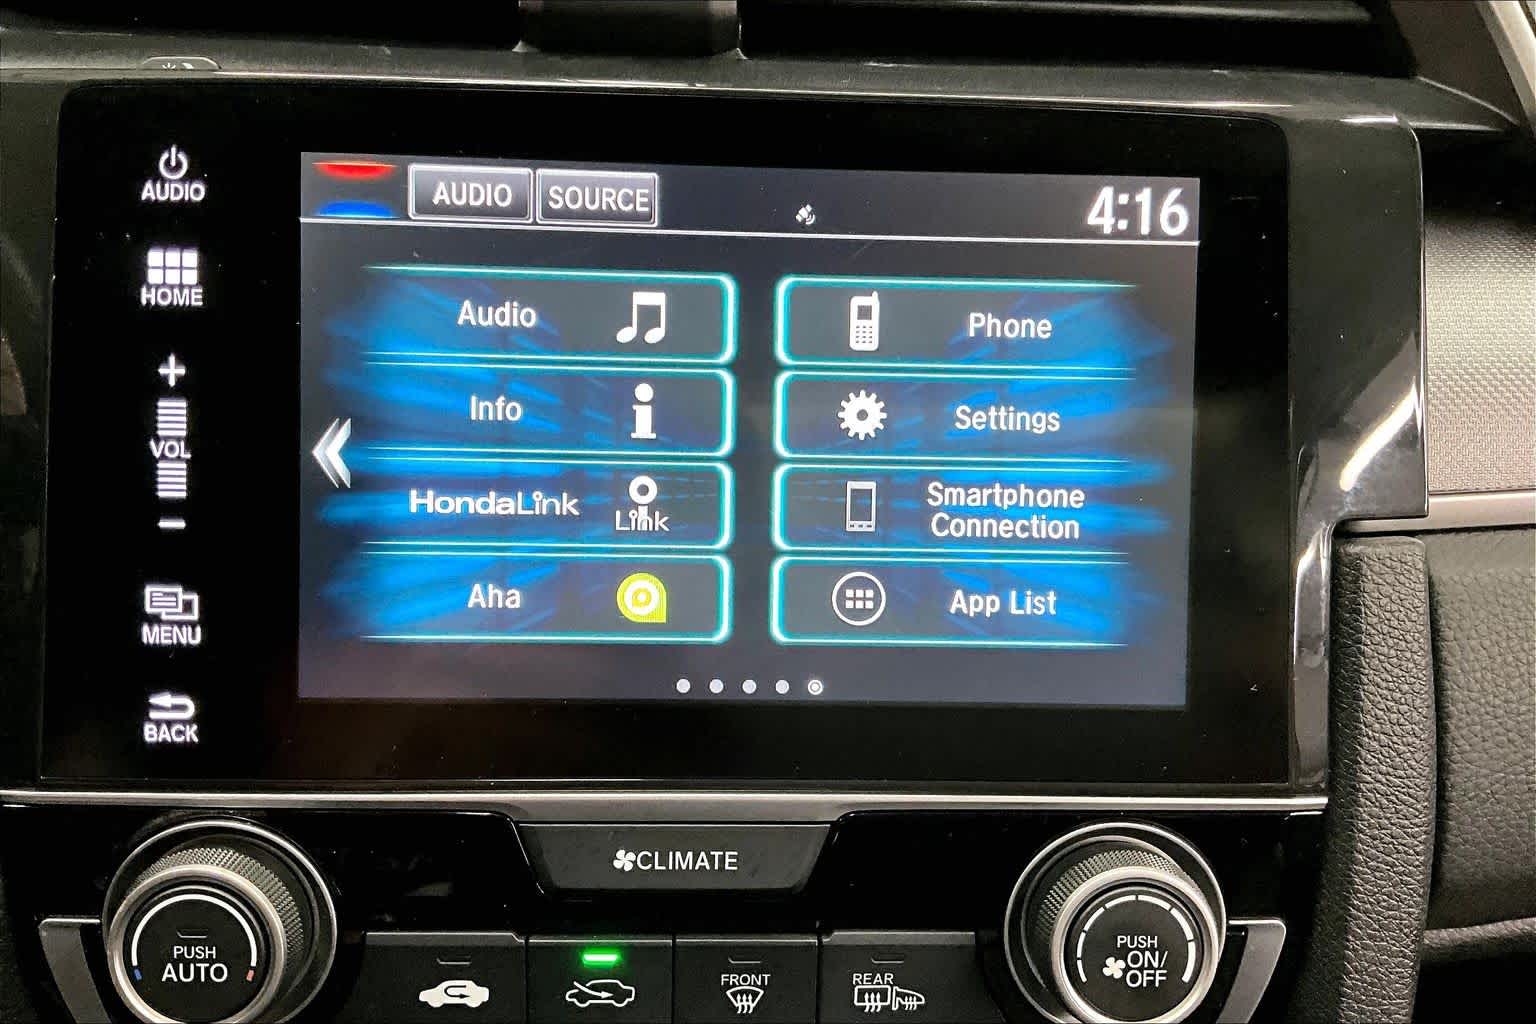 AUDIO
HOME
+
VOL
-
MENU
BACK
AUDIO SOURCE 4:16
Audio
Phone
Info
Settings
HondaLink
Link
Smartphone
Connection
Aha
App List
CLIMATE
PUSH
AUTO
FRONT
REAR
PUSH
ON/
OFF